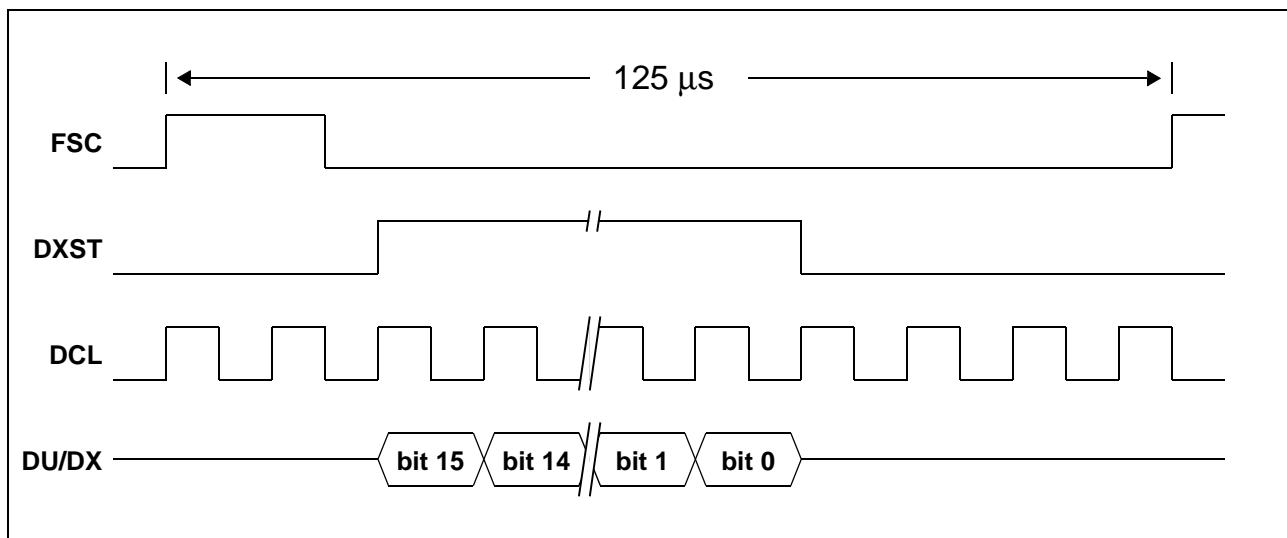 125 μs
FSC
DXST
DCL
DU/DX bit 15 bit 14 bit 1 bit 0